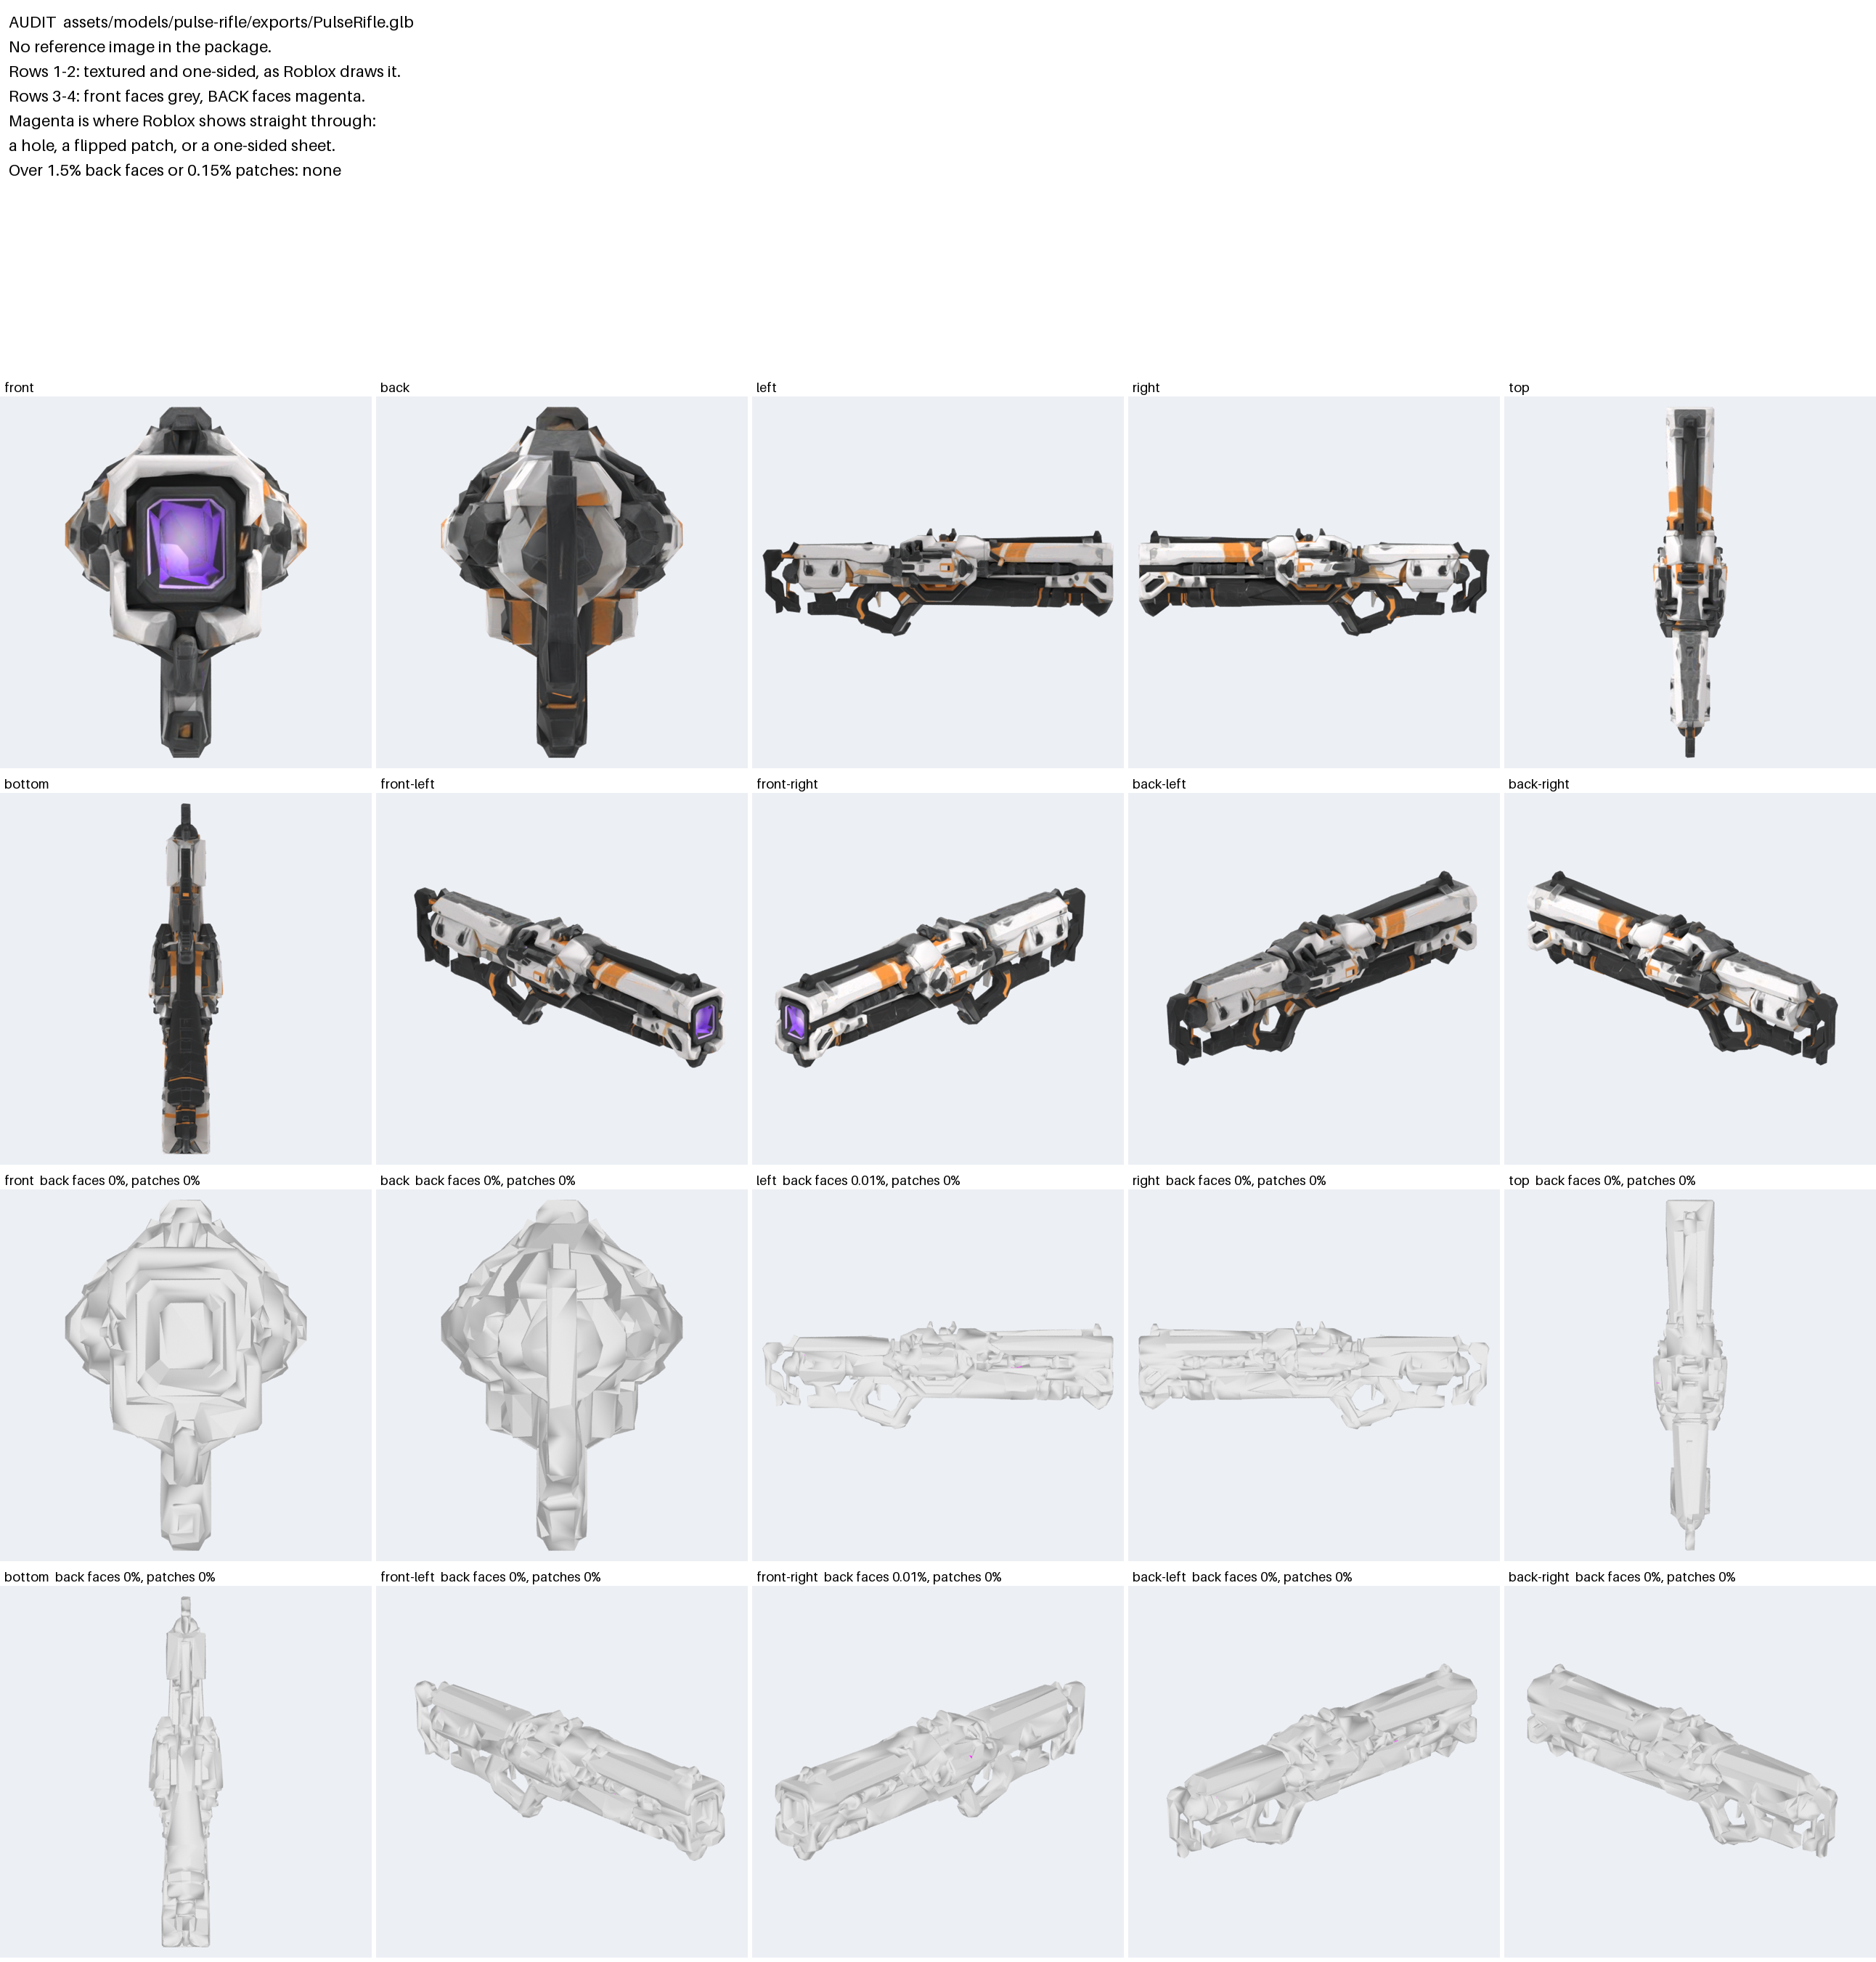 AUDIT  assets/models/pulse-rifle/exports/PulseRifle.glb
No reference image in the package.
Rows 1-2: textured and one-sided, as Roblox draws it.
Rows 3-4: front faces grey, BACK faces magenta.
Magenta is where Roblox shows straight through:
a hole, a flipped patch, or a one-sided sheet.
Over 1.5% back faces or 0.15% patches: none
front
back
left
right
top
bottom
front-left
front-right
back-left
back-right
front  back faces 0%, patches 0%
back  back faces 0%, patches 0%
left  back faces 0.01%, patches 0%
right  back faces 0%, patches 0%
top  back faces 0%, patches 0%
bottom  back faces 0%, patches 0%
front-left  back faces 0%, patches 0%
front-right  back faces 0.01%, patches 0%
back-left  back faces 0%, patches 0%
back-right  back faces 0%, patches 0%